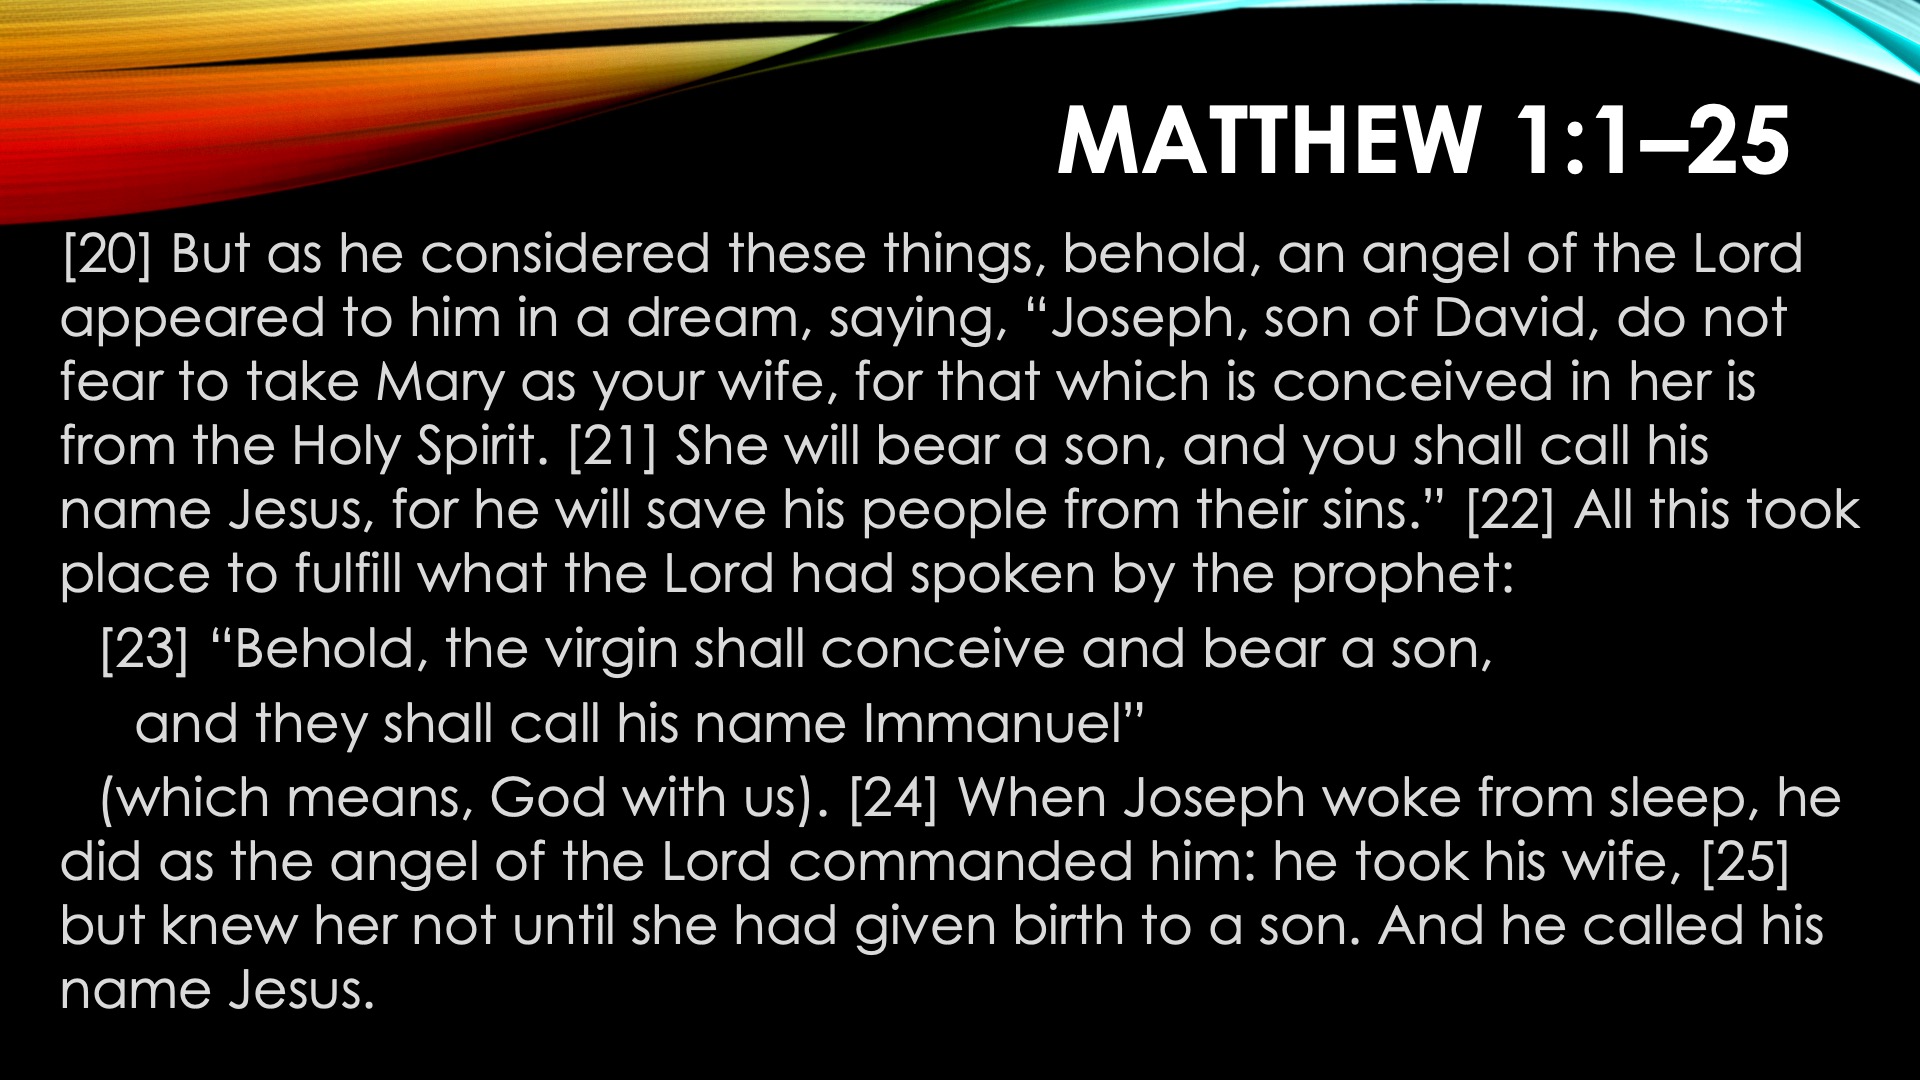 MATTHEW 1:1–25
[20] But as he considered these things, behold, an angel of the Lord
appeared to him in a dream, saying, “Joseph, son of David, do not
fear to take Mary as your wife, for that which is conceived in her is
from the Holy Spirit. [21] She will bear a son, and you shall call his
name Jesus, for he will save his people from their sins.” [22] All this took
place to fulfill what the Lord had spoken by the prophet:
[23] “Behold, the virgin shall conceive and bear a son,
and they shall call his name Immanuel”
(which means, God with us). [24] When Joseph woke from sleep, he
did as the angel of the Lord commanded him: he took his wife, [25]
but knew her not until she had given birth to a son. And he called his
name Jesus.